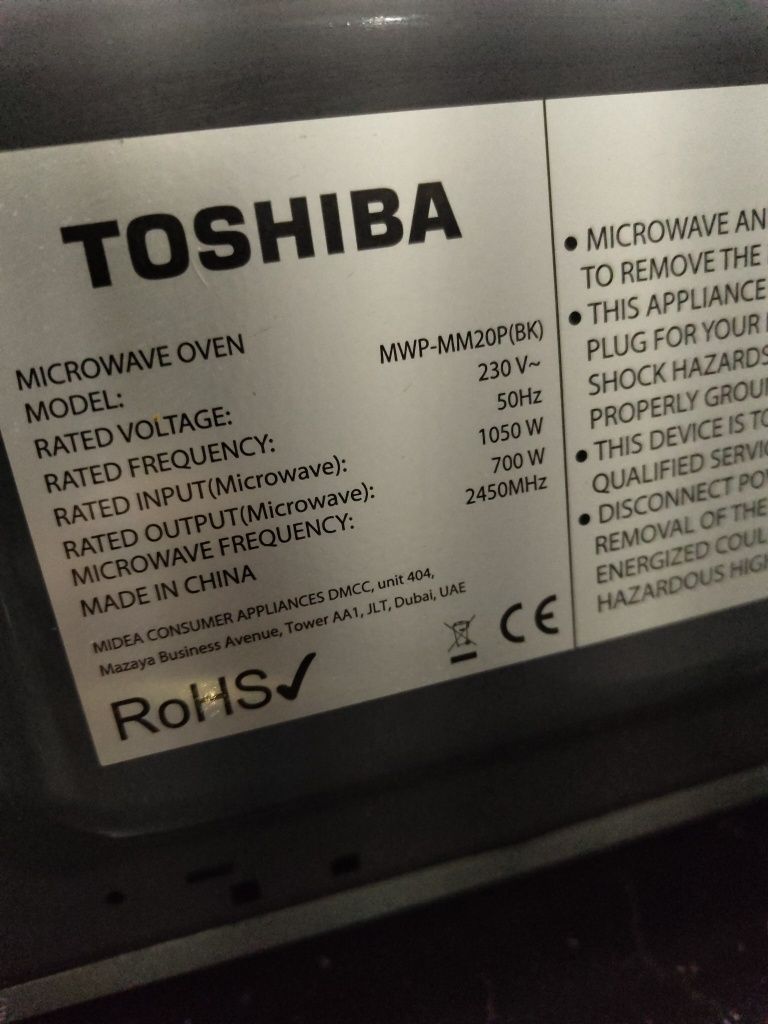 TOSHIBA
MICROWAVE OVEN
MODEL: MWP-MM20P(BK)
RATED VOLTAGE: 230 V~
RATED FREQUENCY: 50Hz
RATED INPUT(Microwave): 1050 W
RATED OUTPUT(Microwave): 700 W
MICROWAVE FREQUENCY: 2450MHz
MADE IN CHINA
MIDEA CONSUMER APPLIANCES DMCC, unit 404,
Mazaya Business Avenue, Tower AA1, JLT, Dubai, UAE
RoHS✓
CE
• MICROWAVE AN
TO REMOVE THE
• THIS APPLIANCE
PLUG FOR YOUR
SHOCK HAZARDS
PROPERLY GROU
• THIS DEVICE IS TO
QUALIFIED SERVI
• DISCONNECT PO
REMOVAL OF THE
ENERGIZED COUL
HAZARDOUS HIGH